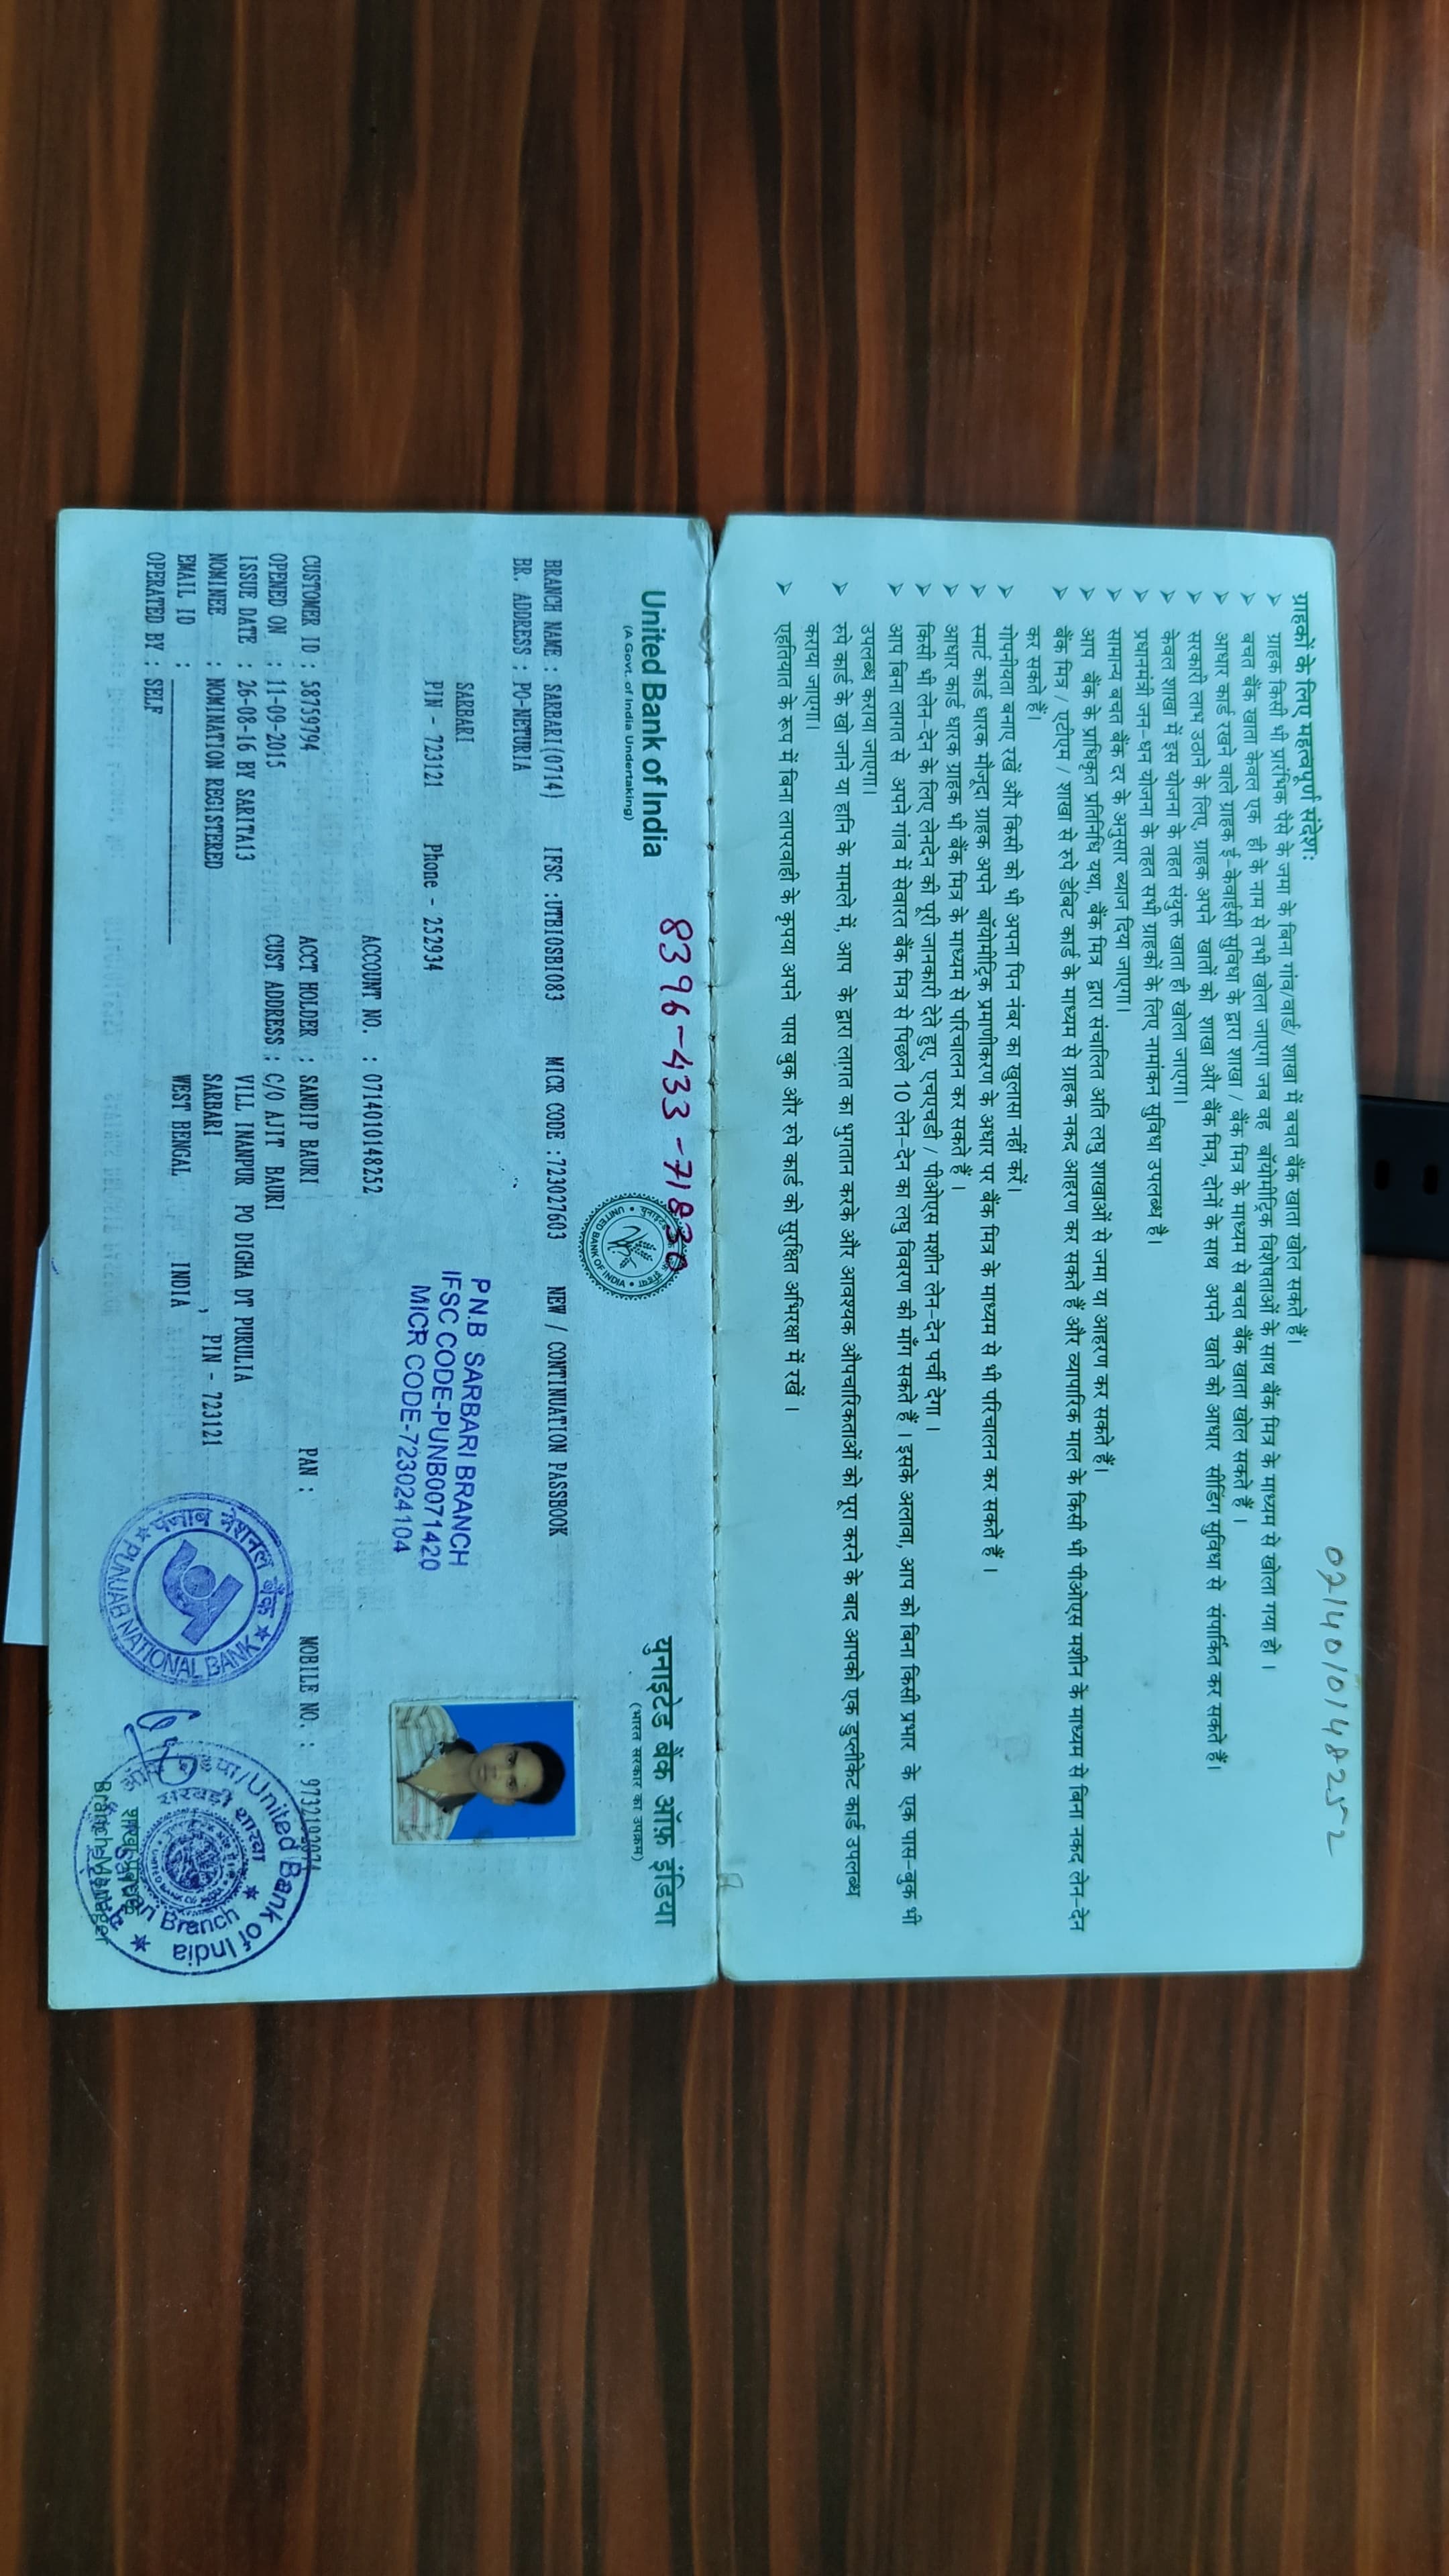 0714010148252
ग्राहकों के लिए महत्वपूर्ण संदेश:
➢ ग्राहक किसी भी प्रारंभिक पैसे के जमा के बिना गांव/वार्ड/ शाखा में बचत बैंक खाता खोल सकते हैं।
➢ बचत बैंक खाता केवल एक ही के नाम से तभी खोला जाएगा जब वह बॉयोमीट्रिक विशेषताओं के साथ बैंक मित्र के माध्यम से खोला गया हो ।
➢ आधार कार्ड रखने वाले ग्राहक ई-केवाईसी सुविधा के द्वारा शाखा / बैंक मित्र के माध्यम से बचत बैंक खाता खोल सकते हैं ।
➢ सरकारी लाभ उठाने के लिए, ग्राहक अपने खातों को शाखा और बैंक मित्र, दोनों के साथ अपने खाते को आधार सीडिंग सुविधा से संपार्कित कर सकते हैं।
➢ केवल शाखा में इस योजना के तहत संयुक्त खाता ही खोला जाएगा।
➢ प्रधानमंत्री जन-धन योजना के तहत सभी ग्राहकों के लिए नामांकन सुविधा उपलब्ध है।
➢ सामान्य बचत बैंक दर के अनुसार ब्याज दिया जाएगा।
➢ आप बैंक के प्राधिकृत प्रतिनिधि यथा, बैंक मित्र द्वारा संचालित अति लघु शाखाओं से जमा या आहरण कर सकते हैं।
➢ बैंक मित्र / एटीएम / शाखा से रुपे डेबिट कार्ड के माध्यम से ग्राहक नकद आहरण कर सकते हैं और व्यापारिक माल के किसी भी पीओएस मशीन के माध्यम से बिना नकद लेन-देन
कर सकते हैं।
➢ गोपनीयता बनाए रखें और किसी को भी अपना पिन नंबर का खुलासा नहीं करें।
➢ स्मार्ट कार्ड धारक मौजूदा ग्राहक अपने बॉयोमीट्रिक प्रमाणीकरण के अधार पर बैंक मित्र के माध्यम से भी परिचालन कर सकते हैं ।
➢ आधार कार्ड धारक ग्राहक भी बैंक मित्र के माध्यम से परिचालन कर सकते हैं ।
➢ किसी भी लेन-देन के लिए लेनदेन की पूरी जानकारी देते हुए, एचएचडी / पीओएस मशीन लेन-देन पर्ची देगा ।
➢ आप बिना लागत से अपने गांव में सेवारत बैंक मित्र से पिछले 10 लेन-देन का लघु विवरण की माँग सकते हैं । इसके अलावा, आप को बिना किसी प्रभार के एक पास-बुक भी
उपलब्ध कराया जाएगा।
➢ रुपे कार्ड के खो जाने या हानि के मामले में, आप के द्वारा लागत का भुगतान करके और आवश्यक औपचारिकताओं को पूरा करने के बाद आपको एक डुप्लीकेट कार्ड उपलब्ध
कराया जाएगा।
➢ एहतियात के रूप में बिना लापरवाही के कृपया अपने पास बुक और रुपे कार्ड को सुरक्षित अभिरक्षा में रखें ।
8396-433-71830
United Bank of India
(A Govt. of India Undertaking)
युनाइटेड बैंक ऑफ़ इंडिया
(भारत सरकार का उपक्रम)
UNITED BANK OF INDIA
BRANCH NAME : SARBARI(0714) IFSC :UTBI0SBI083 MICR CODE :723027603 NEW / CONTINUATION PASSBOOK
BR. ADDRESS : PO-NETURIA
SARBARI
PIN - 723121 Phone - 252934
P.N.B SARBARI BRANCH
IFSC CODE-PUNB0071420
MICR CODE-723024104
ACCOUNT NO. : 0714010148252
CUSTOMER ID : 58759794 ACCT HOLDER : SANDIP BAURI PAN : MOBILE NO. : 9732192074
OPENED ON : 11-09-2015 CUST ADDRESS : C/O AJIT BAURI
ISSUE DATE : 26-08-16 BY SARITA13 VILL INANPUR PO DIGHA DT PURULIA
NOMINEE : NOMINATION REGISTERED SARBARI , PIN - 723121
EMAIL ID : WEST BENGAL INDIA
OPERATED BY : SELF
पंजाब नैशनल बैंक
PUNJAB NATIONAL BANK
United Bank of India
Branch
शाखा प्रबंधक
Branch Manager